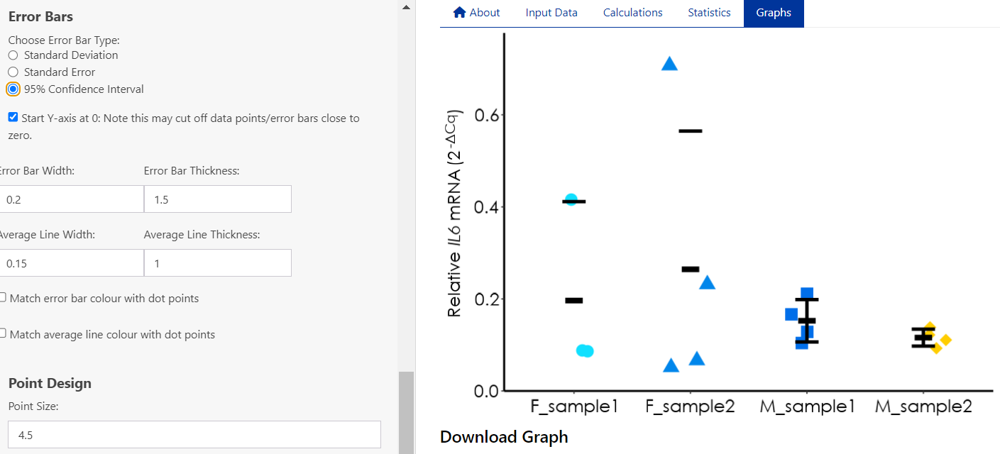 Error Bars
Choose Error Bar Type:
Standard Deviation
Standard Error
95% Confidence Interval
Start Y-axis at 0: Note this may cut off data points/error bars close to
zero.
Error Bar Width:
Error Bar Thickness:
0.2
1.5
Average Line Width:
Average Line Thickness:
0.15
1
Match error bar colour with dot points
Match average line colour with dot points
Point Design
Point Size:
4.5
About
Input Data
Calculations
Statistics
Graphs
Relative IL6 mRNA (2^-ΔCq)
0.6
0.4
0.2
0.0
F_sample1
F_sample2
M_sample1
M_sample2
Download Graph